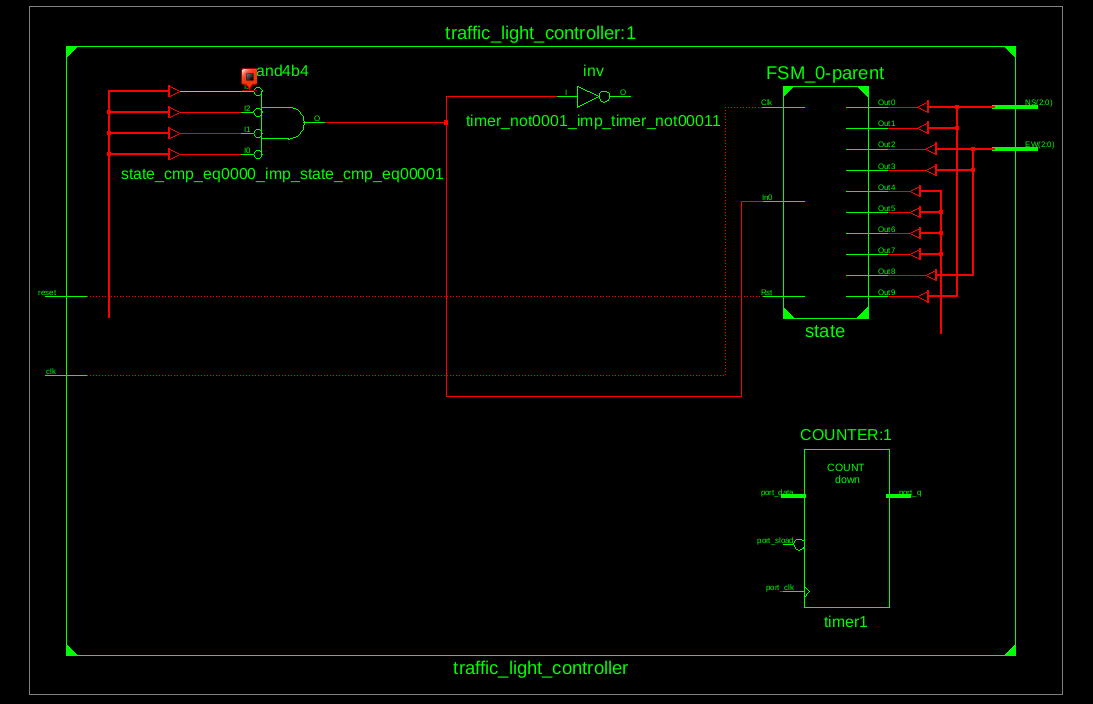 traffic_light_controller:1
and4b4
inv
FSM_0-parent
I2
I1
I0
O
I
O
timer_not0001_imp_timer_not00011
state_cmp_eq0000_imp_state_cmp_eq00001
Clk
In0
Rst
Out0
Out1
Out2
Out3
Out4
Out5
Out6
Out7
Out8
Out9
NS(2:0)
EW(2:0)
state
reset
clk
COUNTER:1
COUNT
down
port_data
port_q
port_sload
port_clk
timer1
traffic_light_controller